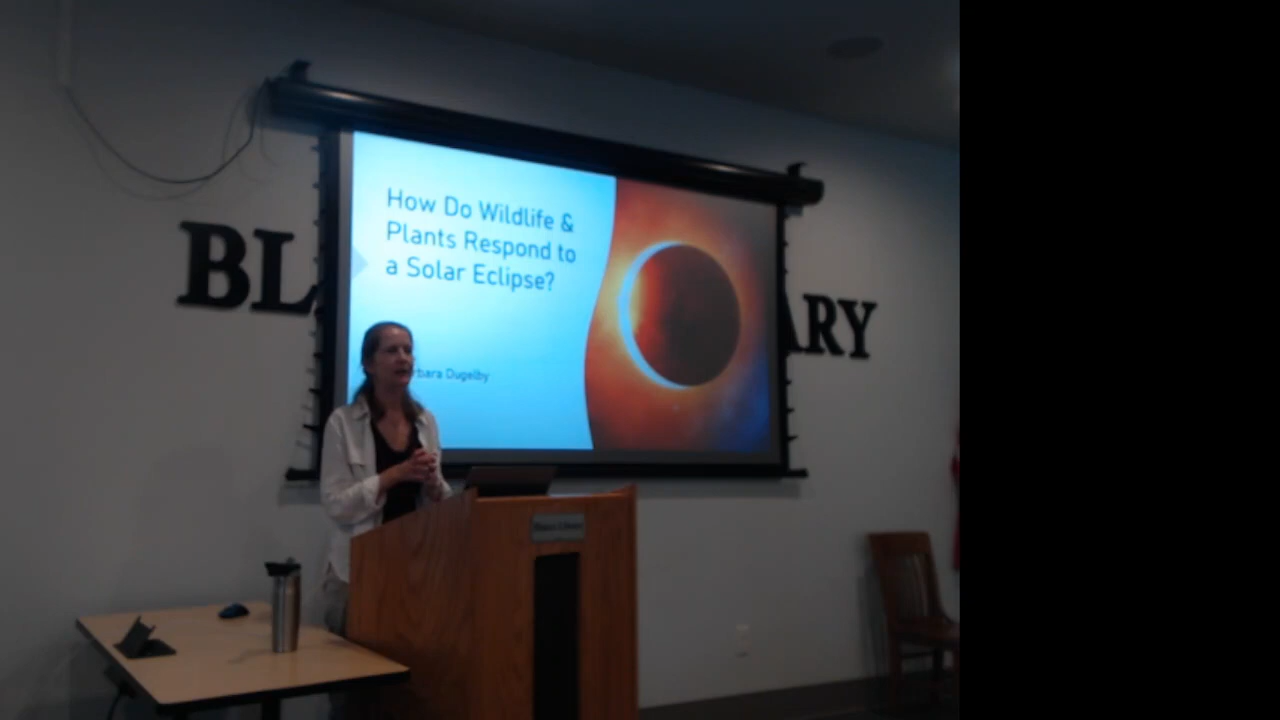 How Do Wildlife &
Plants Respond to
a Solar Eclipse?
BL
ARY
rbara Dugelby